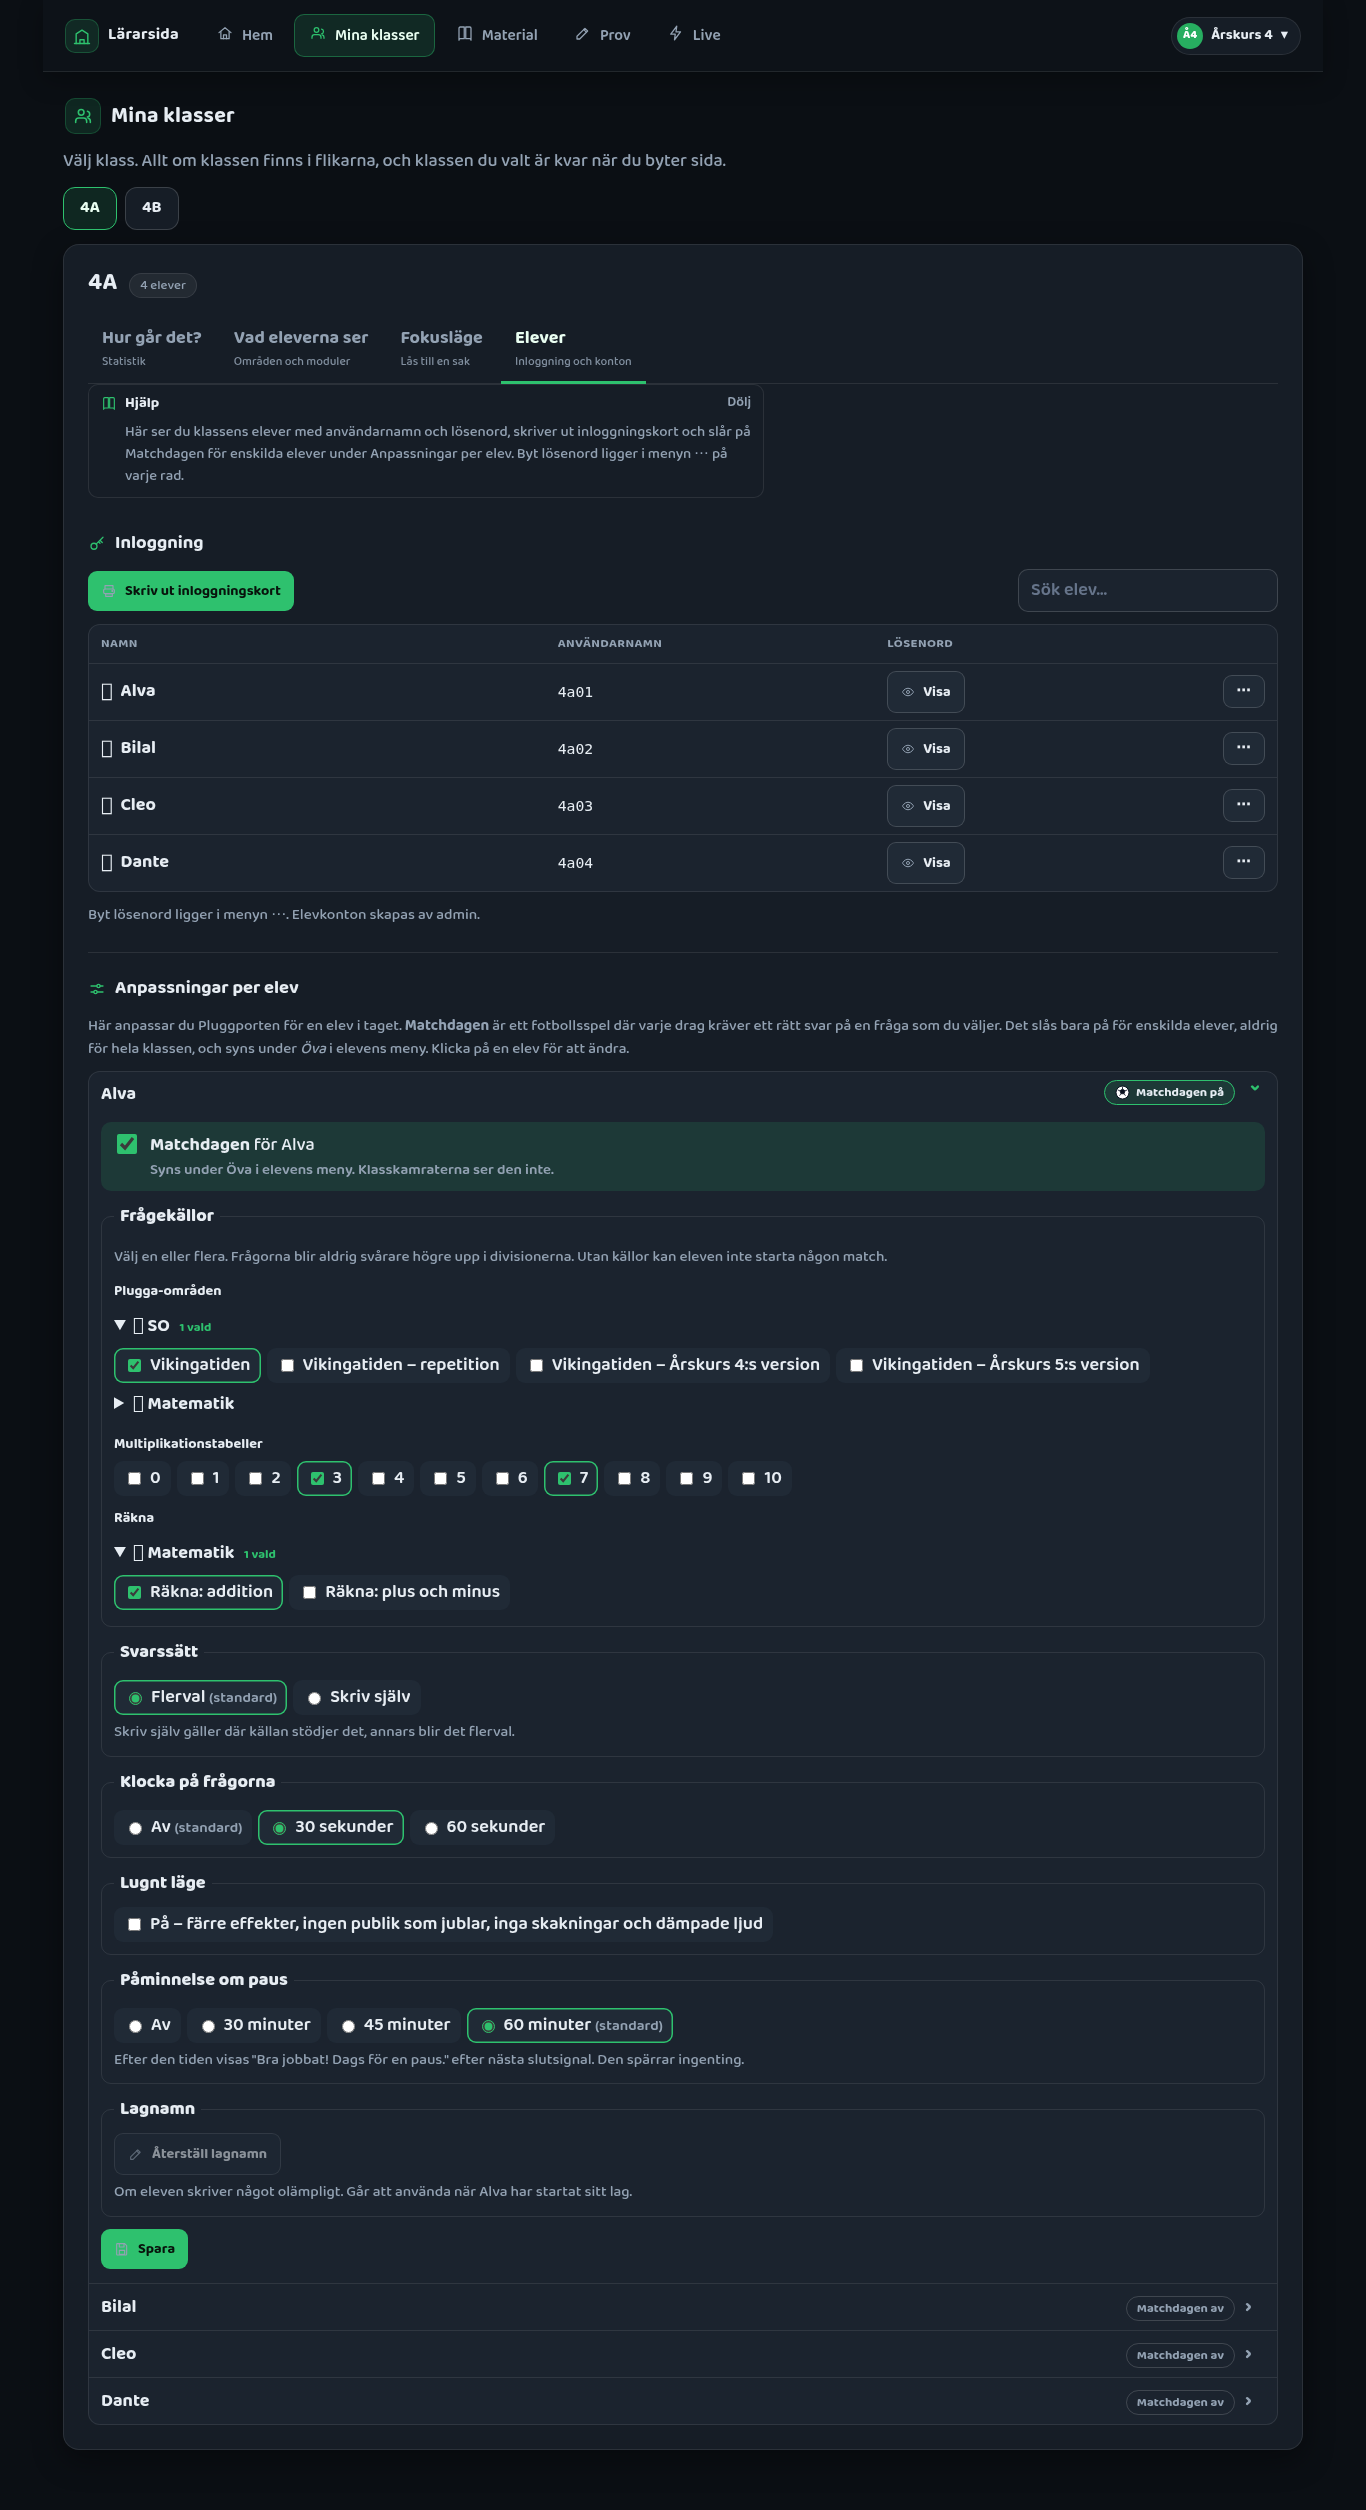 Lärarsida
Hem
Mina klasser
Material
Prov
Live
Å4
Årskurs 4 ▼
Mina klasser
Välj klass. Allt om klassen finns i flikarna, och klassen du valt är kvar när du byter sida.
4A
4B
4A
4 elever
Hur går det?
Statistik
Vad eleverna ser
Områden och moduler
Fokusläge
Lås till en sak
Elever
Inloggning och konton
Hjälp
Dölj
Här ser du klassens elever med användarnamn och lösenord, skriver ut inloggningskort och slår på
Matchdagen för enskilda elever under Anpassningar per elev. Byt lösenord ligger i menyn ··· på
varje rad.
Inloggning
Skriv ut inloggningskort
Sök elev...
NAMN
ANVÄNDARNAMN
LÖSENORD
Alva
4a01
Visa
···
Bilal
4a02
Visa
···
Cleo
4a03
Visa
···
Dante
4a04
Visa
···
Byt lösenord ligger i menyn ···. Elevkonton skapas av admin.
Anpassningar per elev
Här anpassar du Pluggporten för en elev i taget. Matchdagen är ett fotbollsspel där varje drag kräver ett rätt svar på en fråga som du väljer. Det slås bara på för enskilda elever, aldrig
för hela klassen, och syns under Öva i elevens meny. Klicka på en elev för att ändra.
Alva
Matchdagen på
Matchdagen för Alva
Syns under Öva i elevens meny. Klasskamraterna ser den inte.
Frågekällor
Välj en eller flera. Frågorna blir aldrig svårare högre upp i divisionerna. Utan källor kan eleven inte starta någon match.
Plugga-områden
SO 1 vald
Vikingatiden
Vikingatiden – repetition
Vikingatiden – Årskurs 4:s version
Vikingatiden – Årskurs 5:s version
Matematik
Multiplikationstabeller
0
1
2
3
4
5
6
7
8
9
10
Räkna
Matematik 1 vald
Räkna: addition
Räkna: plus och minus
Svarssätt
Flerval (standard)
Skriv själv
Skriv själv gäller där källan stödjer det, annars blir det flerval.
Klocka på frågorna
Av (standard)
30 sekunder
60 sekunder
Lugnt läge
På – färre effekter, ingen publik som jublar, inga skakningar och dämpade ljud
Påminnelse om paus
Av
30 minuter
45 minuter
60 minuter (standard)
Efter den tiden visas "Bra jobbat! Dags för en paus." efter nästa slutsignal. Den spärrar ingenting.
Lagnamn
Återställ lagnamn
Om eleven skriver något olämpligt. Går att använda när Alva har startat sitt lag.
Spara
Bilal
Matchdagen av
Cleo
Matchdagen av
Dante
Matchdagen av